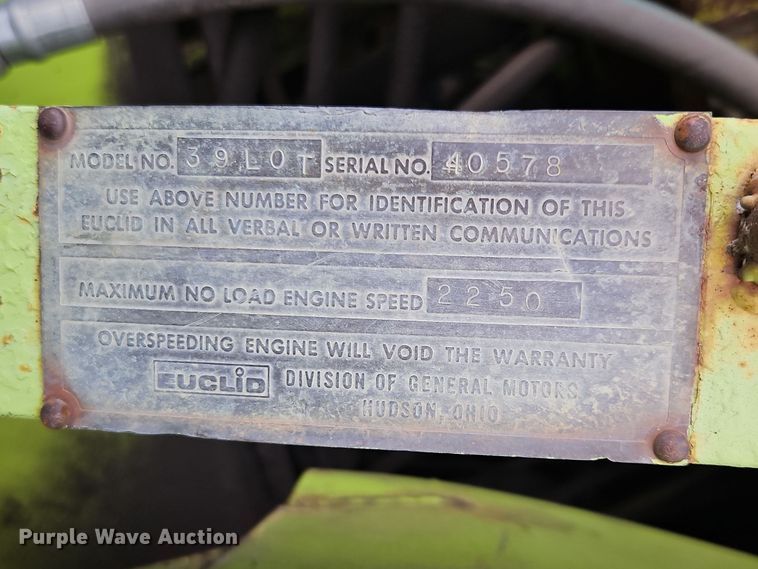 MODEL NO. 39LOT SERIAL NO. 40578
USE ABOVE NUMBER FOR IDENTIFICATION OF THIS
EUCLID IN ALL VERBAL OR WRITTEN COMMUNICATIONS
MAXIMUM NO LOAD ENGINE SPEED 2250
OVERSPEEDING ENGINE WILL VOID THE WARRANTY
EUCLID DIVISION OF GENERAL MOTORS
HUDSON, OHIO
Purple Wave Auction